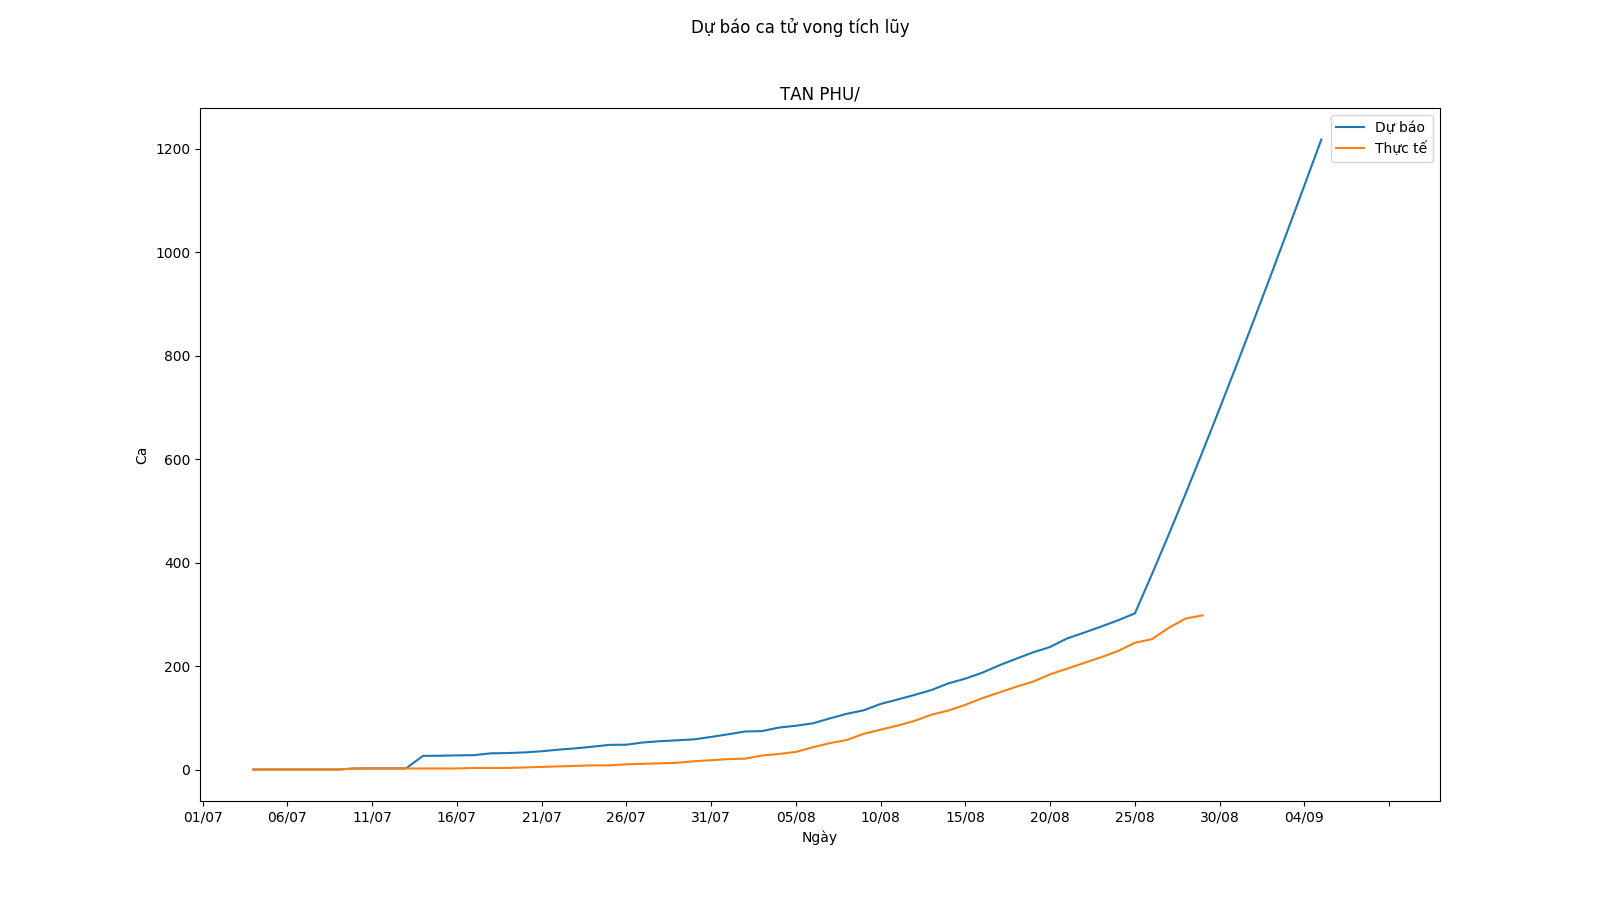 Dự báo ca tử vong tích lũy
TAN PHU/
Dự báo
Thực tế
1200
1000
800
600
400
200
0
Ca
01/07 06/07 11/07 16/07 21/07 26/07 31/07 05/08 10/08 15/08 20/08 25/08 30/08 04/09
Ngày